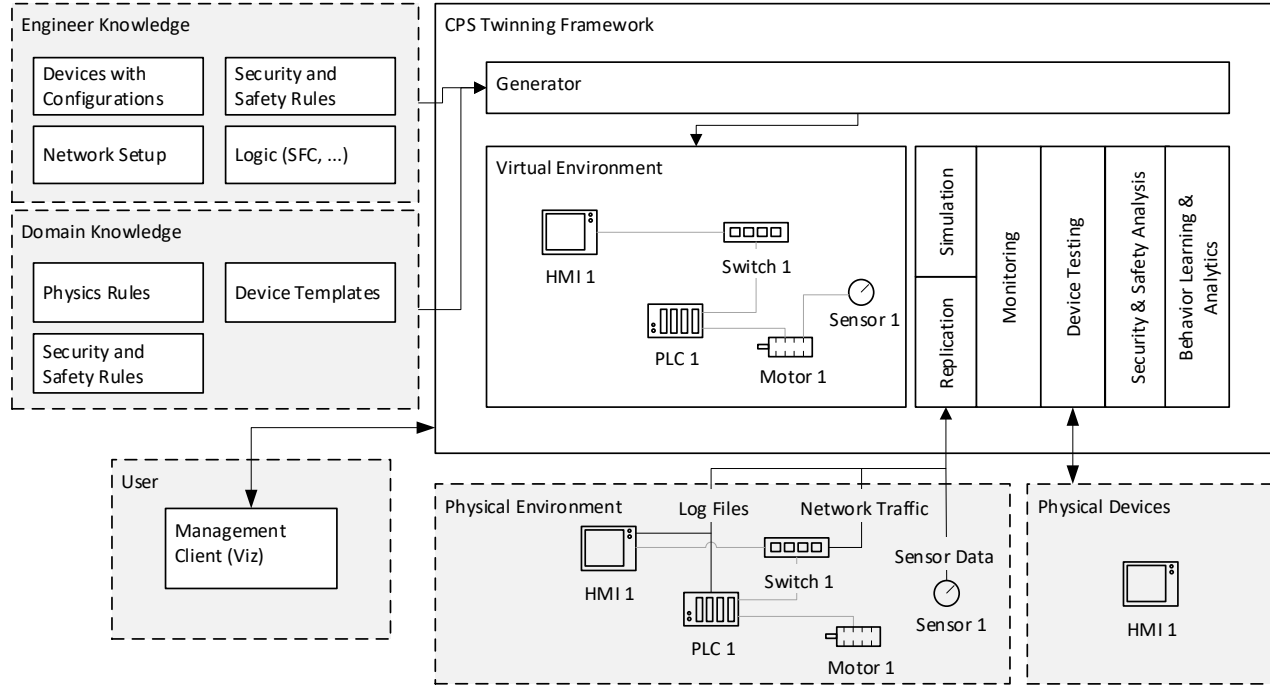 Engineer Knowledge
Devices with
Configurations
Security and
Safety Rules
Network Setup
Logic (SFC, ...)
Domain Knowledge
Physics Rules
Device Templates
Security and
Safety Rules
User
Management
Client (Viz)
CPS Twinning Framework
Generator
Virtual Environment
HMI 1
Switch 1
Sensor 1
PLC 1
Motor 1
Simulation
Replication
Monitoring
Device Testing
Security & Safety Analysis
Behavior Learning &
Analytics
Physical Environment
Log Files
Network Traffic
Sensor Data
HMI 1
Switch 1
Sensor 1
PLC 1
Motor 1
Physical Devices
HMI 1